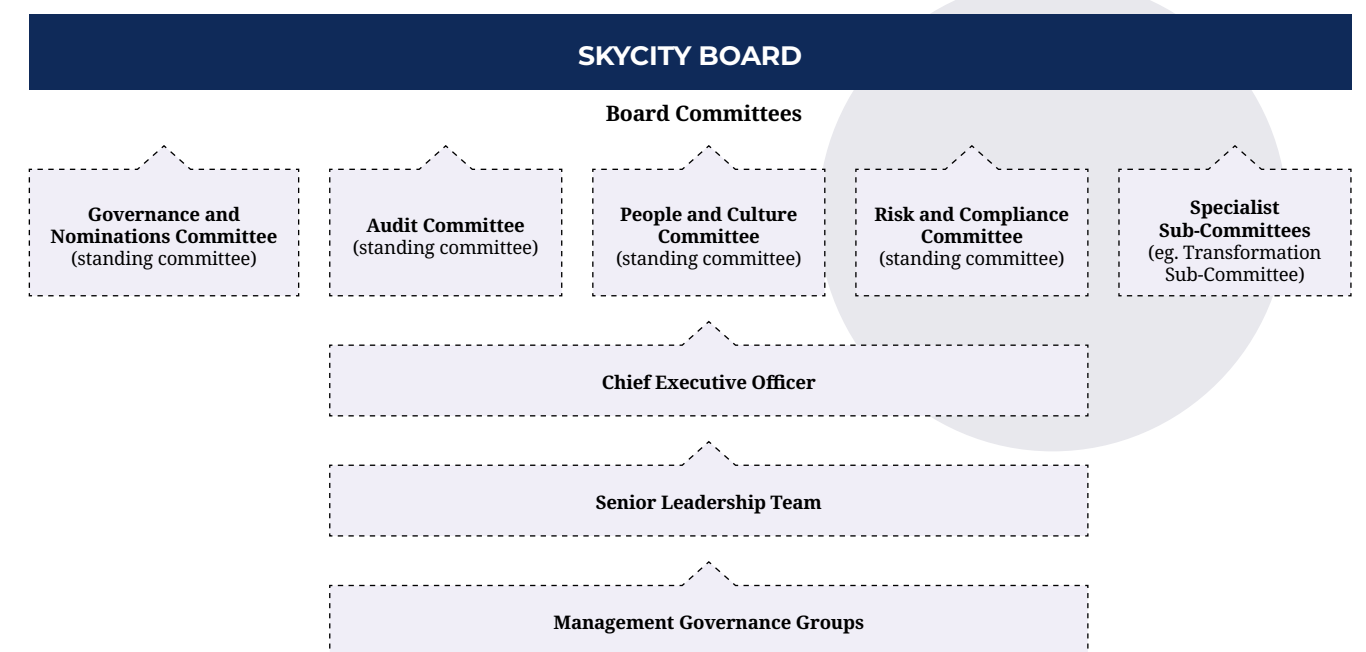 SKYCITY BOARD
Board Committees
Governance and
Nominations Committee
(standing committee)
Audit Committee
(standing committee)
People and Culture
Committee
(standing committee)
Risk and Compliance
Committee
(standing committee)
Specialist
Sub-Committees
(eg. Transformation
Sub-Committee)
Chief Executive Officer
Senior Leadership Team
Management Governance Groups